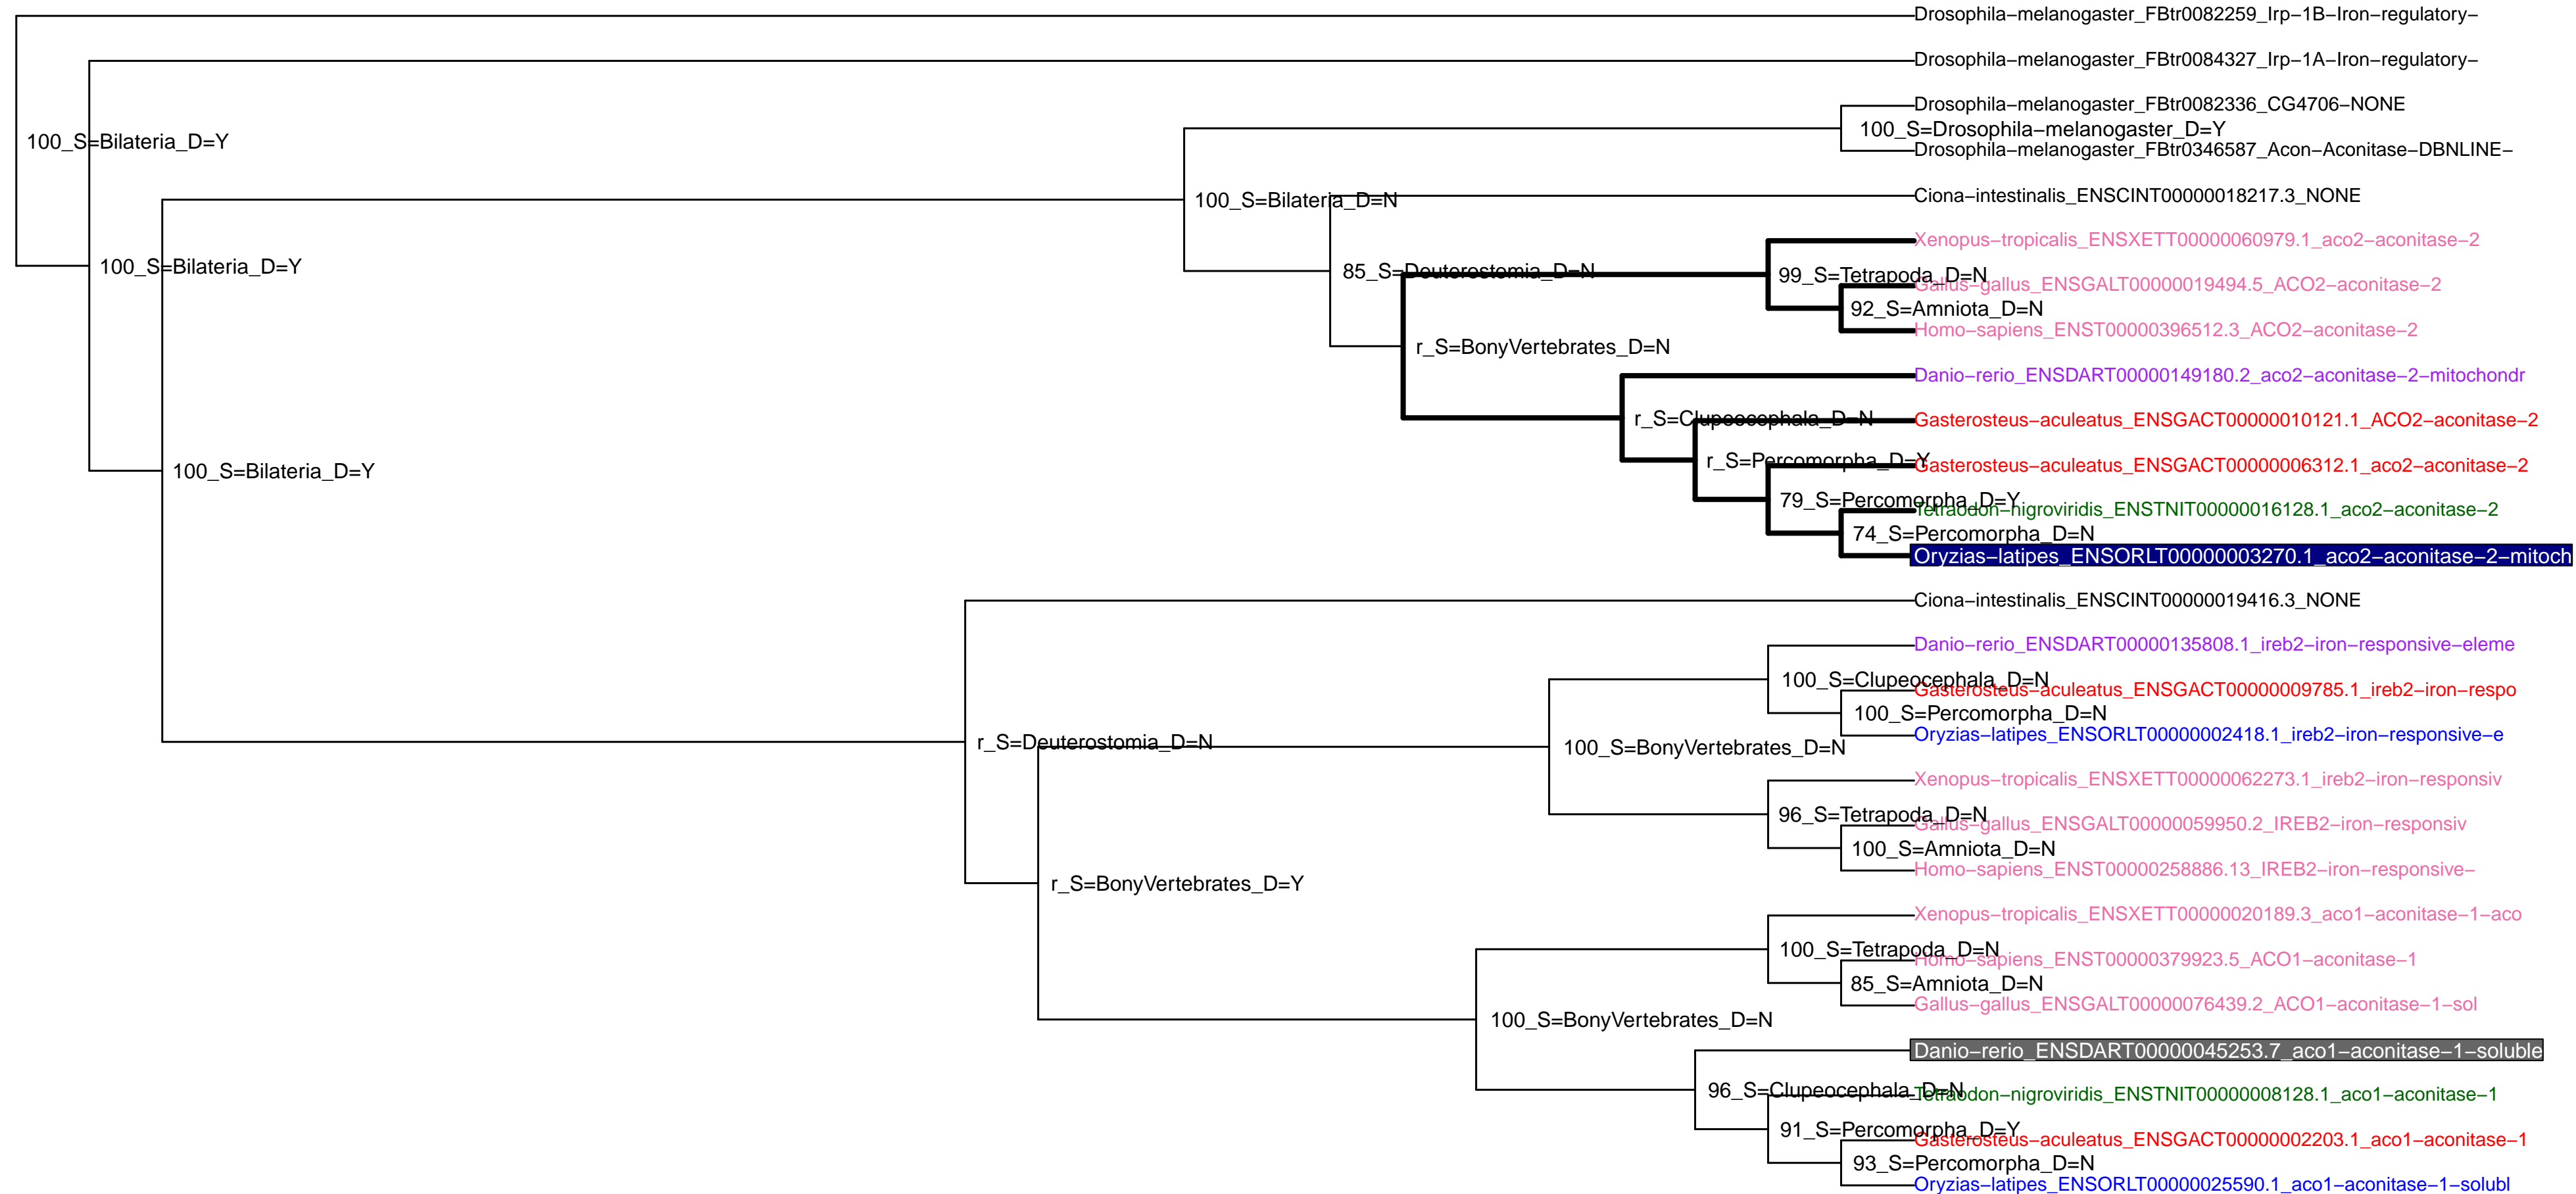 Drosophila−melanogaster_FBtr0082259_Irp−1B−Iron−regulatory−
Drosophila−melanogaster_FBtr0084327_Irp−1A−Iron−regulatory−
Drosophila−melanogaster_FBtr0082336_CG4706−NONE
100_S=Drosophila−melanogaster_D=Y
100_S=Bilateria_D=Y
Drosophila−melanogaster_FBtr0346587_Acon−Aconitase−DBNLINE−
Ciona−intestinalis_ENSCINT00000018217.3_NONE
100_S=Bilateria_D=N
Xenopus−tropicalis_ENSXETT00000060979.1_aco2−aconitase−2
100_S=Bilateria_D=Y
85_S=Deuterostomia_D=N
99_S=Tetrapoda_D=N
Gallus−gallus_ENSGALT00000019494.5_ACO2−aconitase−2
92_S=Amniota_D=N
Homo−sapiens_ENST00000396512.3_ACO2−aconitase−2
r_S=BonyVertebrates_D=N
Danio−rerio_ENSDART00000149180.2_aco2−aconitase−2−mitochondr
r_S=Clupeocephala_D=N
Gasterosteus−aculeatus_ENSGACT00000010121.1_ACO2−aconitase−2
r_S=Percomorpha_D=Y
Gasterosteus−aculeatus_ENSGACT00000006312.1_aco2−aconitase−2
100_S=Bilateria_D=Y
79_S=Percomorpha_D=Y
Tetraodon−nigroviridis_ENSTNIT00000016128.1_aco2−aconitase−2
74_S=Percomorpha_D=N
Oryzias−latipes_ENSORLT00000003270.1_aco2−aconitase−2−mitoch
Ciona−intestinalis_ENSCINT00000019416.3_NONE
Danio−rerio_ENSDART00000135808.1_ireb2−iron−responsive−eleme
100_S=Clupeocephala_D=N
Gasterosteus−aculeatus_ENSGACT00000009785.1_ireb2−iron−respo
100_S=Percomorpha_D=N
Oryzias−latipes_ENSORLT00000002418.1_ireb2−iron−responsive−e
r_S=Deuterostomia_D=N
100_S=BonyVertebrates_D=N
Xenopus−tropicalis_ENSXETT00000062273.1_ireb2−iron−responsiv
96_S=Tetrapoda_D=N
Gallus−gallus_ENSGALT00000059950.2_IREB2−iron−responsiv
100_S=Amniota_D=N
Homo−sapiens_ENST00000258886.13_IREB2−iron−responsive−
r_S=BonyVertebrates_D=Y
Xenopus−tropicalis_ENSXETT00000020189.3_aco1−aconitase−1−aco
100_S=Tetrapoda_D=N
Homo−sapiens_ENST00000379923.5_ACO1−aconitase−1
85_S=Amniota_D=N
Gallus−gallus_ENSGALT00000076439.2_ACO1−aconitase−1−sol
100_S=BonyVertebrates_D=N
Danio−rerio_ENSDART00000045253.7_aco1−aconitase−1−soluble
96_S=Clupeocephala_D=N
Tetraodon−nigroviridis_ENSTNIT00000008128.1_aco1−aconitase−1
91_S=Percomorpha_D=Y
Gasterosteus−aculeatus_ENSGACT00000002203.1_aco1−aconitase−1
93_S=Percomorpha_D=N
Oryzias−latipes_ENSORLT00000025590.1_aco1−aconitase−1−solubl